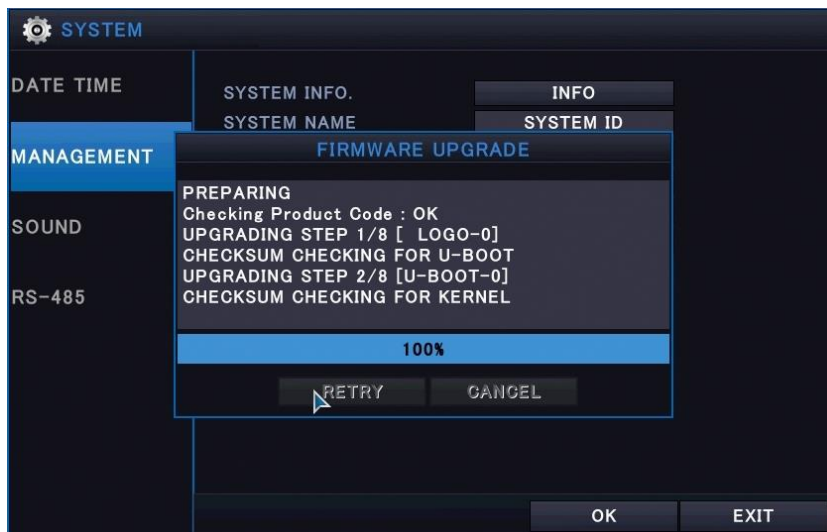 SYSTEM
DATE TIME
MANAGEMENT
SOUND
RS-485
SYSTEM INFO. INFO
SYSTEM NAME SYSTEM ID
FIRMWARE UPGRADE
PREPARING
Checking Product Code : OK
UPGRADING STEP 1/8 [ LOGO-0]
CHECKSUM CHECKING FOR U-BOOT
UPGRADING STEP 2/8 [U-BOOT-0]
CHECKSUM CHECKING FOR KERNEL
100%
RETRY CANCEL
OK EXIT